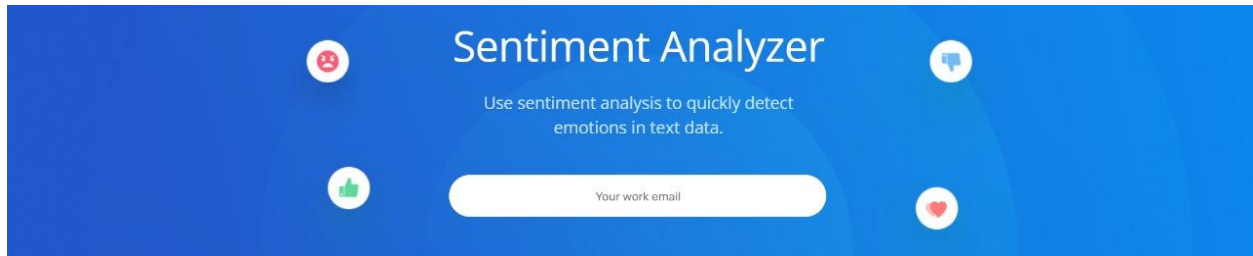 Sentiment Analyzer
Use sentiment analysis to quickly detect
emotions in text data.
Your work email